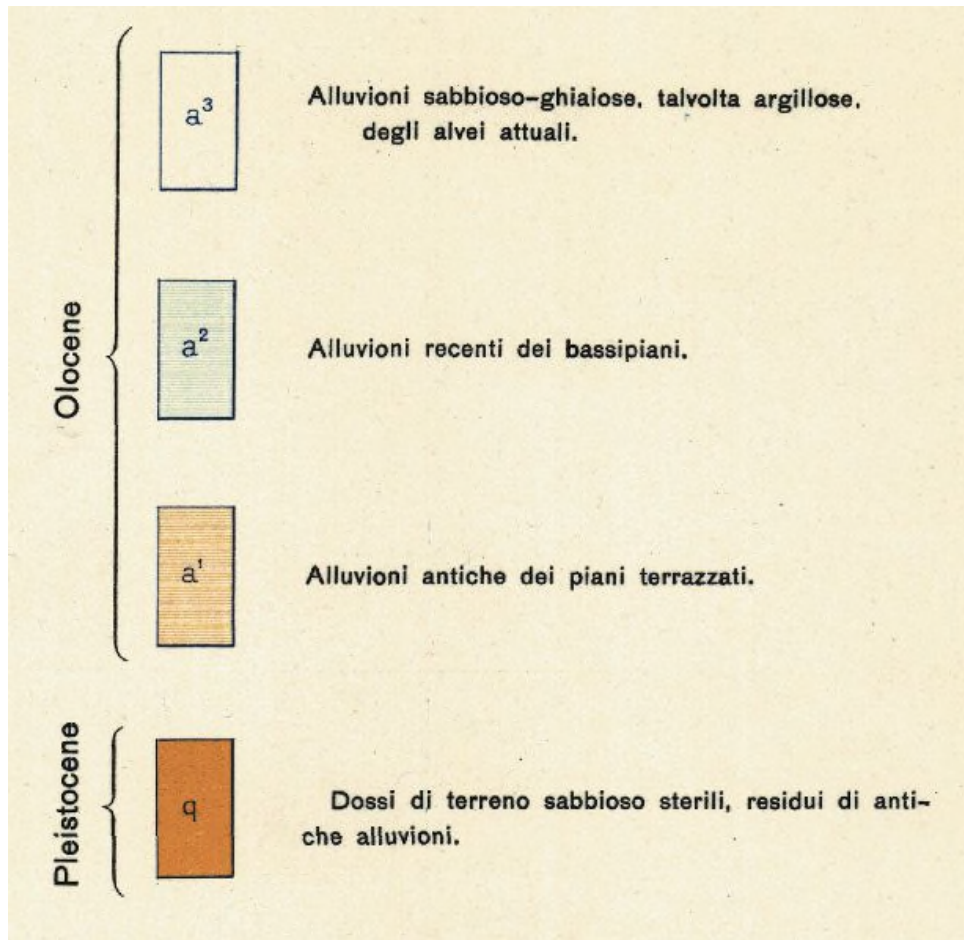 Olocene
a³
Alluvioni sabbioso-ghiaiose, talvolta argillose,
degli alvei attuali.
a²
Alluvioni recenti dei bassipiani.
a¹
Alluvioni antiche dei piani terrazzati.
Pleistocene
q
Dossi di terreno sabbioso sterili, residui di anti-
che alluvioni.